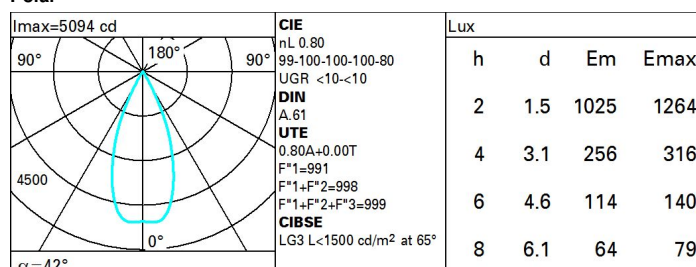 Imax=5094 cd
90° 180° 90°
4500
0°
α=42°
CIE
nL 0.80
99-100-100-100-80
UGR <10-<10
DIN
A.61
UTE
0.80A+0.00T
F"1=991
F"1+F"2=998
F"1+F"2+F"3=999
CIBSE
LG3 L<1500 cd/m² at 65°
Lux
h d Em Emax
2 1.5 1025 1264
4 3.1 256 316
6 4.6 114 140
8 6.1 64 79